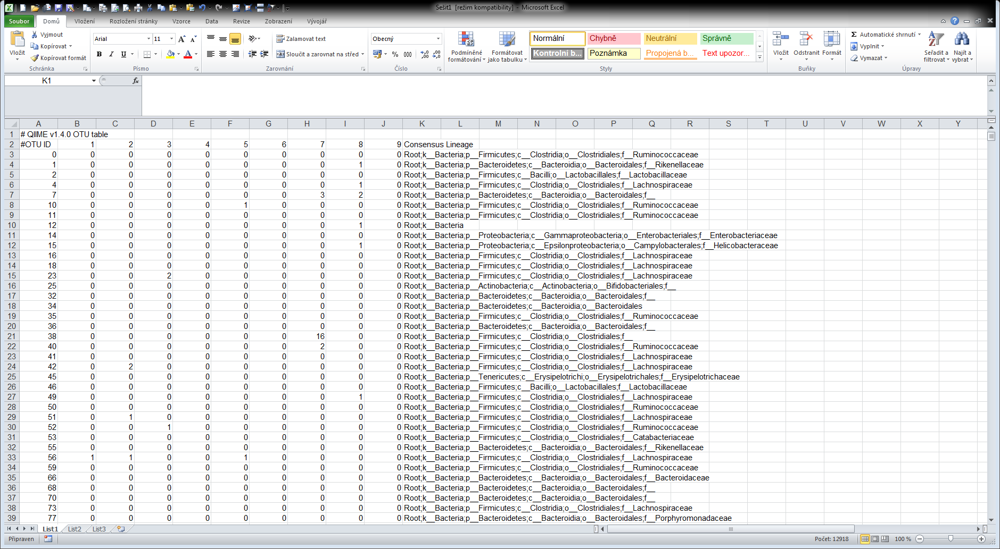 Sešit1  [režim kompatibility]  -  Microsoft Excel
Soubor Domů Vložení Rozložení stránky Vzorce Data Revize Zobrazení Vývojář
Vložit Vyjmout Kopírovat Kopírovat formát
Arial 11 B I U
Zalamovat text
Sloučit a zarovnat na střed
Obecný % 000
Podmíněné formátování Formátovat jako tabulku
Normální Chybně Neutrální Správně
Kontrolní b... Poznámka Propojená b... Text upozor...
Vložit Odstranit Formát
Σ Automatické shrnutí Vyplnit Vymazat
Seřadit a filtrovat Najít a vybrat
Schránka Písmo Zarovnání Číslo Styly Buňky Úpravy
K1 fx
A B C D E F G H I J K L M N O P Q R S T U V W X Y
1 # QIIME v1.4.0 OTU table
2 #OTU ID 1 2 3 4 5 6 7 8 9 Consensus Lineage
3 0 0 0 0 0 0 0 0 0 0 Root;k__Bacteria;p__Firmicutes;c__Clostridia;o__Clostridiales;f__Ruminococcaceae
4 1 0 0 0 0 0 0 0 1 0 Root;k__Bacteria;p__Bacteroidetes;c__Bacteroidia;o__Bacteroidales;f__Rikenellaceae
5 2 0 0 0 0 0 0 0 0 0 Root;k__Bacteria;p__Firmicutes;c__Bacilli;o__Lactobacillales;f__Lactobacillaceae
6 4 0 0 0 0 0 0 0 1 0 Root;k__Bacteria;p__Firmicutes;c__Clostridia;o__Clostridiales;f__Lachnospiraceae
7 7 0 0 0 0 0 0 3 2 0 Root;k__Bacteria;p__Bacteroidetes;c__Bacteroidia;o__Bacteroidales;f__
8 10 0 0 0 0 1 0 0 0 0 Root;k__Bacteria;p__Firmicutes;c__Clostridia;o__Clostridiales;f__Ruminococcaceae
9 11 0 0 0 0 0 0 0 0 0 Root;k__Bacteria;p__Firmicutes;c__Clostridia;o__Clostridiales;f__Ruminococcaceae
10 12 0 0 0 0 0 0 0 1 0 Root;k__Bacteria
11 14 0 0 0 0 0 0 0 0 0 Root;k__Bacteria;p__Proteobacteria;c__Gammaproteobacteria;o__Enterobacteriales;f__Enterobacteriaceae
12 15 0 0 0 0 0 0 0 1 0 Root;k__Bacteria;p__Proteobacteria;c__Epsilonproteobacteria;o__Campylobacterales;f__Helicobacteraceae
13 16 0 0 0 0 0 0 0 0 0 Root;k__Bacteria;p__Firmicutes;c__Clostridia;o__Clostridiales;f__Lachnospiraceae
14 18 0 0 0 0 0 0 0 0 0 Root;k__Bacteria;p__Firmicutes;c__Clostridia;o__Clostridiales;f__Lachnospiraceae
15 23 0 0 2 0 0 0 0 0 0 Root;k__Bacteria;p__Firmicutes;c__Clostridia;o__Clostridiales;f__Lachnospiraceae
16 25 0 0 0 0 0 0 0 0 0 Root;k__Bacteria;p__Actinobacteria;c__Actinobacteria;o__Bifidobacteriales;f__
17 32 0 0 0 0 0 0 0 0 0 Root;k__Bacteria;p__Bacteroidetes;c__Bacteroidia;o__Bacteroidales;f__
18 34 0 0 0 0 0 0 0 0 0 Root;k__Bacteria;p__Bacteroidetes;c__Bacteroidia;o__Bacteroidales
19 35 0 0 0 0 0 0 0 0 0 Root;k__Bacteria;p__Firmicutes;c__Clostridia;o__Clostridiales;f__Ruminococcaceae
20 36 0 0 0 0 0 0 0 0 0 Root;k__Bacteria;p__Bacteroidetes;c__Bacteroidia;o__Bacteroidales;f__
21 38 0 0 0 0 0 0 16 0 0 Root;k__Bacteria;p__Firmicutes;c__Clostridia;o__Clostridiales;f__
22 40 0 0 0 0 0 0 2 0 0 Root;k__Bacteria;p__Firmicutes;c__Clostridia;o__Clostridiales;f__Ruminococcaceae
23 41 0 0 0 0 0 0 0 0 0 Root;k__Bacteria;p__Firmicutes;c__Clostridia;o__Clostridiales;f__Lachnospiraceae
24 42 0 2 0 0 0 0 0 0 0 Root;k__Bacteria;p__Firmicutes;c__Clostridia;o__Clostridiales;f__Lachnospiraceae
25 45 0 0 0 0 0 0 0 0 0 Root;k__Bacteria;p__Tenericutes;c__Erysipelotrichi;o__Erysipelotrichales;f__Erysipelotrichaceae
26 46 0 0 0 0 0 0 0 0 0 Root;k__Bacteria;p__Firmicutes;c__Bacilli;o__Lactobacillales;f__Lactobacillaceae
27 49 0 0 0 0 0 0 0 1 0 Root;k__Bacteria;p__Firmicutes;c__Clostridia;o__Clostridiales;f__Lachnospiraceae
28 50 0 0 0 0 0 0 0 0 0 Root;k__Bacteria;p__Firmicutes;c__Clostridia;o__Clostridiales;f__Ruminococcaceae
29 51 0 1 0 0 0 0 0 0 0 Root;k__Bacteria;p__Firmicutes;c__Clostridia;o__Clostridiales;f__Lachnospiraceae
30 52 0 0 1 0 0 0 0 0 0 Root;k__Bacteria;p__Firmicutes;c__Clostridia;o__Clostridiales;f__Ruminococcaceae
31 53 0 0 0 0 0 0 0 0 0 Root;k__Bacteria;p__Firmicutes;c__Clostridia;o__Clostridiales;f__Catabacteriaceae
32 55 0 0 0 0 0 0 0 0 0 Root;k__Bacteria;p__Bacteroidetes;c__Bacteroidia;o__Bacteroidales;f__Rikenellaceae
33 56 1 1 0 0 1 0 0 0 0 Root;k__Bacteria;p__Firmicutes;c__Clostridia;o__Clostridiales;f__Lachnospiraceae
34 59 0 0 0 0 0 0 0 0 0 Root;k__Bacteria;p__Firmicutes;c__Clostridia;o__Clostridiales;f__Ruminococcaceae
35 66 0 0 0 0 0 0 0 0 0 Root;k__Bacteria;p__Bacteroidetes;c__Bacteroidia;o__Bacteroidales;f__Bacteroidaceae
36 68 0 0 0 0 0 0 0 0 0 Root;k__Bacteria;p__Bacteroidetes;c__Bacteroidia;o__Bacteroidales;f__
37 70 0 0 0 0 0 0 0 0 0 Root;k__Bacteria;p__Bacteroidetes;c__Bacteroidia;o__Bacteroidales;f__
38 73 0 0 0 0 0 0 0 0 0 Root;k__Bacteria;p__Firmicutes;c__Clostridia;o__Clostridiales;f__Lachnospiraceae
39 77 0 0 0 0 0 0 0 0 0 Root;k__Bacteria;p__Bacteroidetes;c__Bacteroidia;o__Bacteroidales;f__Porphyromonadaceae
List1 List2 List3
Připraven Počet: 12918 100 %